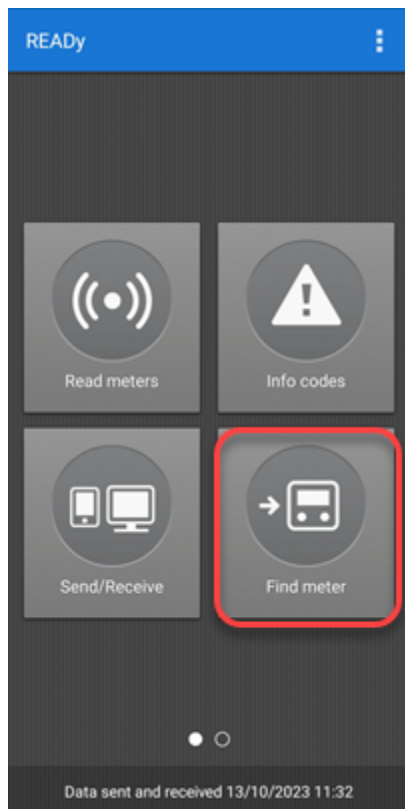 READy
Read meters
Info codes
Send/Receive
Find meter
Data sent and received 13/10/2023 11:32